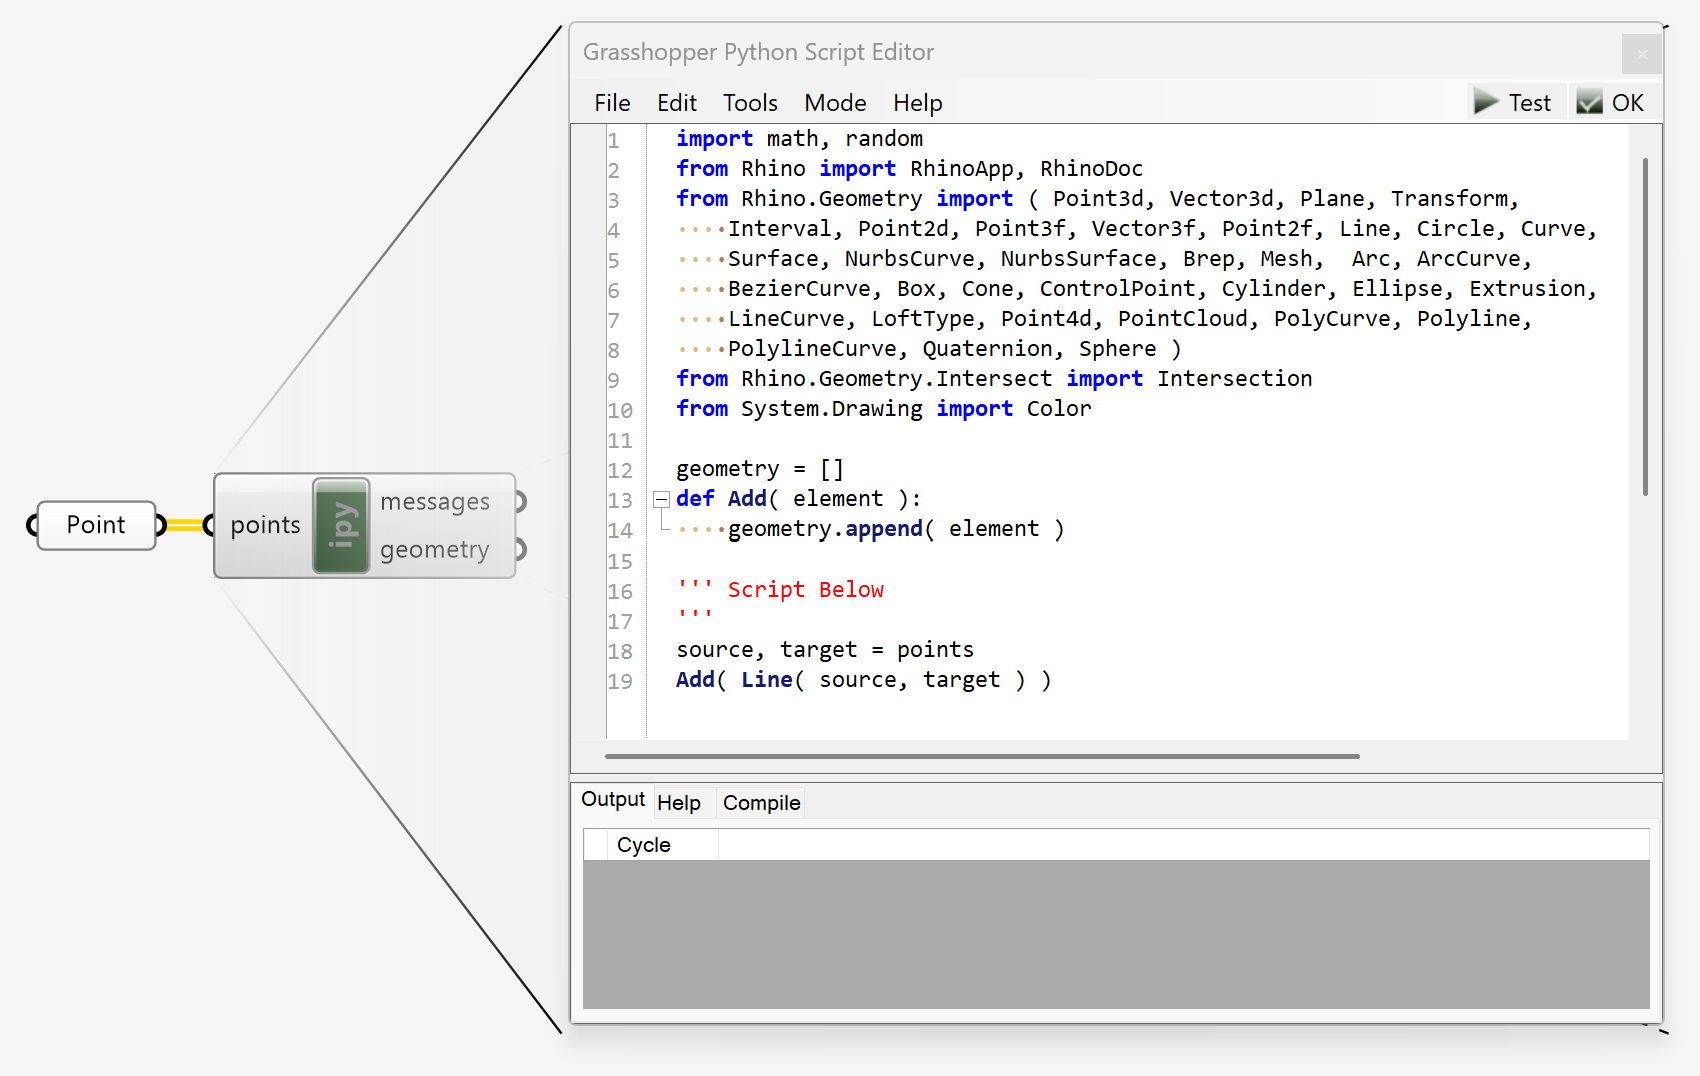 Grasshopper Python Script Editor
File Edit Tools Mode Help Test OK
1 import math, random
2 from Rhino import RhinoApp, RhinoDoc
3 from Rhino.Geometry import ( Point3d, Vector3d, Plane, Transform,
4 ····Interval, Point2d, Point3f, Vector3f, Point2f, Line, Circle, Curve,
5 ····Surface, NurbsCurve, NurbsSurface, Brep, Mesh,  Arc, ArcCurve,
6 ····BezierCurve, Box, Cone, ControlPoint, Cylinder, Ellipse, Extrusion,
7 ····LineCurve, LoftType, Point4d, PointCloud, PolyCurve, Polyline,
8 ····PolylineCurve, Quaternion, Sphere )
9 from Rhino.Geometry.Intersect import Intersection
10 from System.Drawing import Color
11
12 geometry = []
13 def Add( element ):
14 ····geometry.append( element )
15
16 ''' Script Below
17 '''
18 source, target = points
19 Add( Line( source, target ) )
Point
points
ipy
messages
geometry
Output Help Compile
Cycle